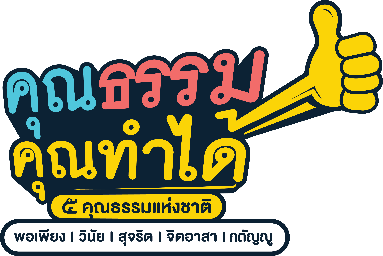 คุณธรรม
คุณทำได้
๕ คุณธรรมแห่งชาติ
พอเพียง | วินัย | สุจริต | จิตอาสา | กตัญญู